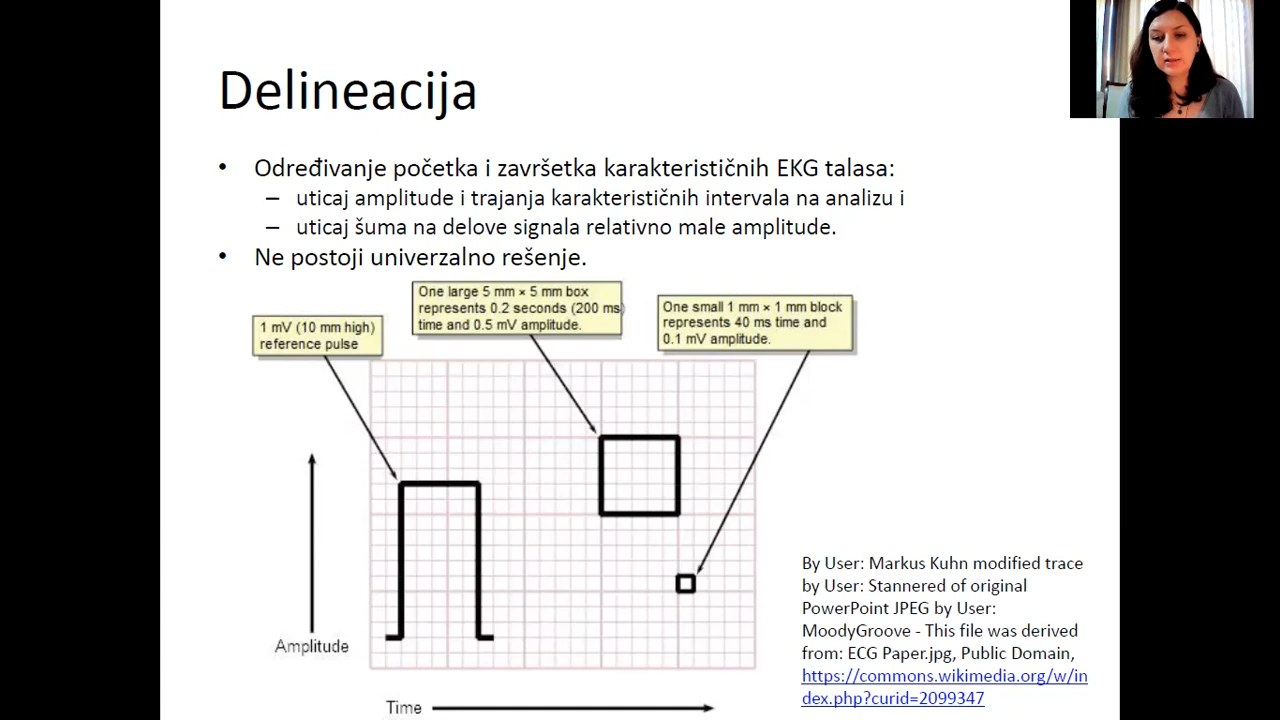 Delineacija
• Određivanje početka i završetka karakterističnih EKG talasa:
– uticaj amplitude i trajanja karakterističnih intervala na analizu i
– uticaj šuma na delove signala relativno male amplitude.
• Ne postoji univerzalno rešenje.
1 mV (10 mm high)
reference pulse
One large 5 mm × 5 mm box
represents 0.2 seconds (200 ms)
time and 0.5 mV amplitude.
One small 1 mm × 1 mm block
represents 40 ms time and
0.1 mV amplitude.
Amplitude
Time
By User: Markus Kuhn modified trace
by User: Stannered of original
PowerPoint JPEG by User:
MoodyGroove - This file was derived
from: ECG Paper.jpg, Public Domain,
https://commons.wikimedia.org/w/in
dex.php?curid=2099347